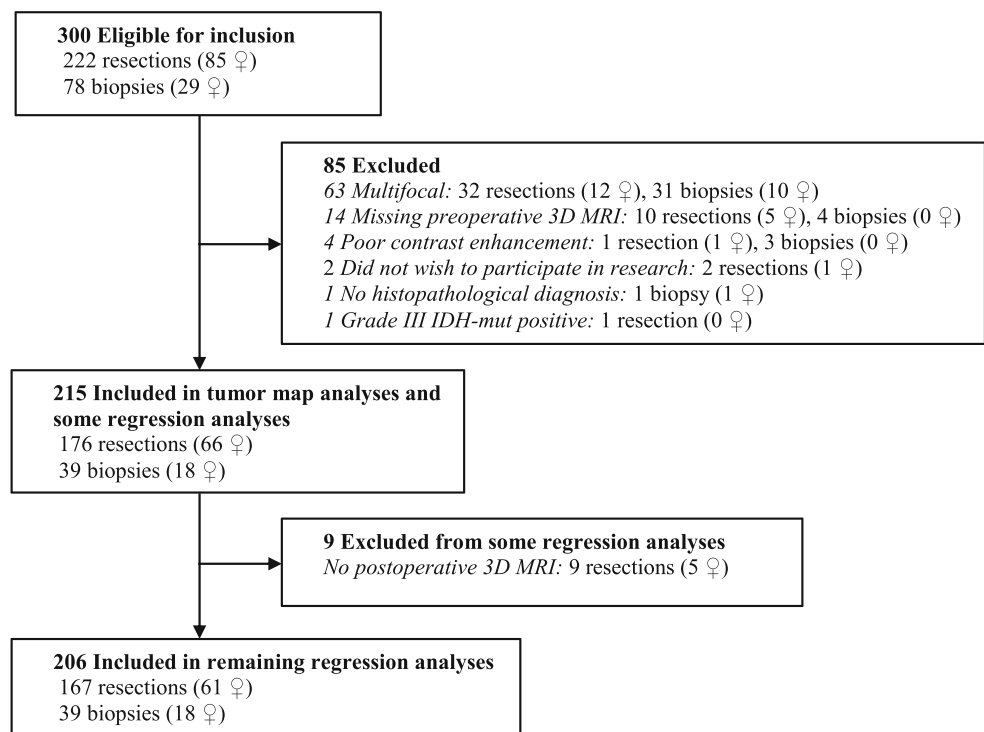 300 Eligible for inclusion
222 resections (85 ♀)
78 biopsies (29 ♀)
85 Excluded
63 Multifocal: 32 resections (12 ♀), 31 biopsies (10 ♀)
14 Missing preoperative 3D MRI: 10 resections (5 ♀), 4 biopsies (0 ♀)
4 Poor contrast enhancement: 1 resection (1 ♀), 3 biopsies (0 ♀)
2 Did not wish to participate in research: 2 resections (1 ♀)
1 No histopathological diagnosis: 1 biopsy (1 ♀)
1 Grade III IDH-mut positive: 1 resection (0 ♀)
215 Included in tumor map analyses and
some regression analyses
176 resections (66 ♀)
39 biopsies (18 ♀)
9 Excluded from some regression analyses
No postoperative 3D MRI: 9 resections (5 ♀)
206 Included in remaining regression analyses
167 resections (61 ♀)
39 biopsies (18 ♀)